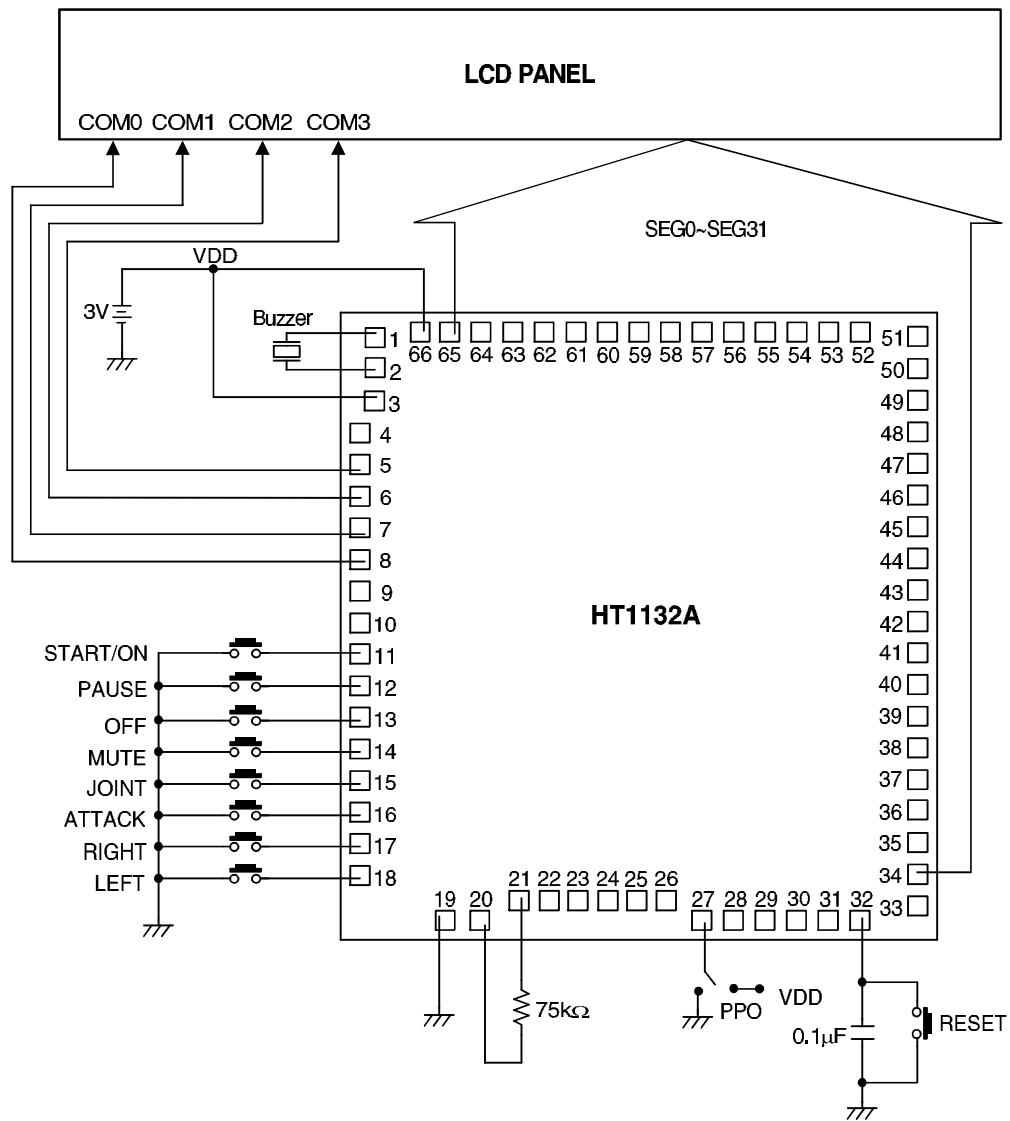 LCD PANEL
COM0 COM1 COM2 COM3
SEG0~SEG31
VDD
3V
Buzzer
1
2
3
4
5
6
7
8
9
10
66 65 64 63 62 61 60 59 58 57 56 55 54 53 52
51
50
49
48
47
46
45
44
43
42
41
40
39
38
37
36
35
34
33
HT1132A
START/ON 11
PAUSE 12
OFF 13
MUTE 14
JOINT 15
ATTACK 16
RIGHT 17
LEFT 18
19 20 21 22 23 24 25 26 27 28 29 30 31 32
75kΩ
PPO
VDD
0.1µF
RESET